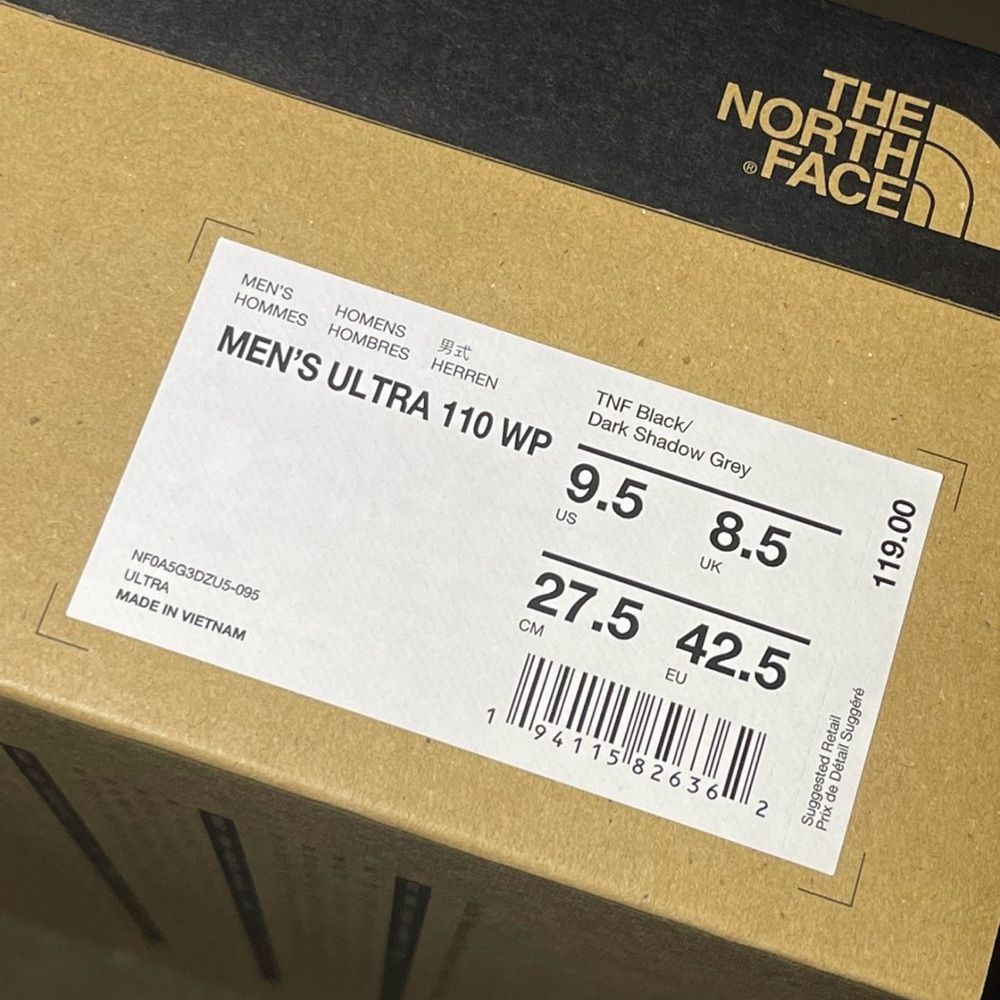 THE
NORTH
FACE
®
MEN'S
HOMMES
HOMENS
HOMBRES
男式
HERREN
MEN'S ULTRA 110 WP
TNF Black/
Dark Shadow Grey
9.5
US
8.5
UK
27.5
CM
42.5
EU
119.00
NF0A5G3DZU5-095
ULTRA
MADE IN VIETNAM
1 94115 82636 2
Suggested Retail
Prix de Détail Suggéré